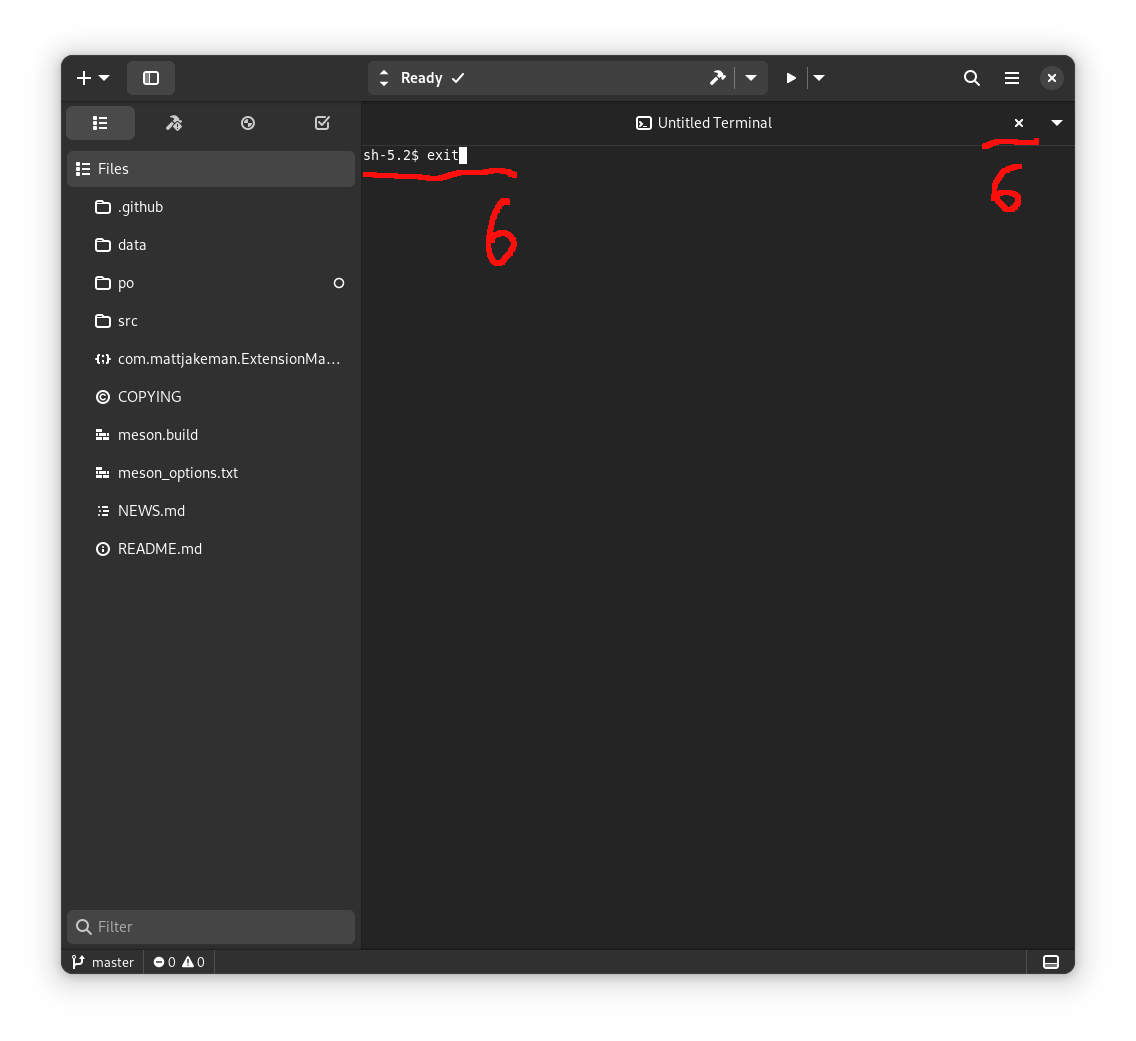 Ready
Untitled Terminal
Files
sh-5.2$ exit
6
6
.github
data
po
src
com.mattjakeman.ExtensionMa...
COPYING
meson.build
meson_options.txt
NEWS.md
README.md
Filter
master
0
0